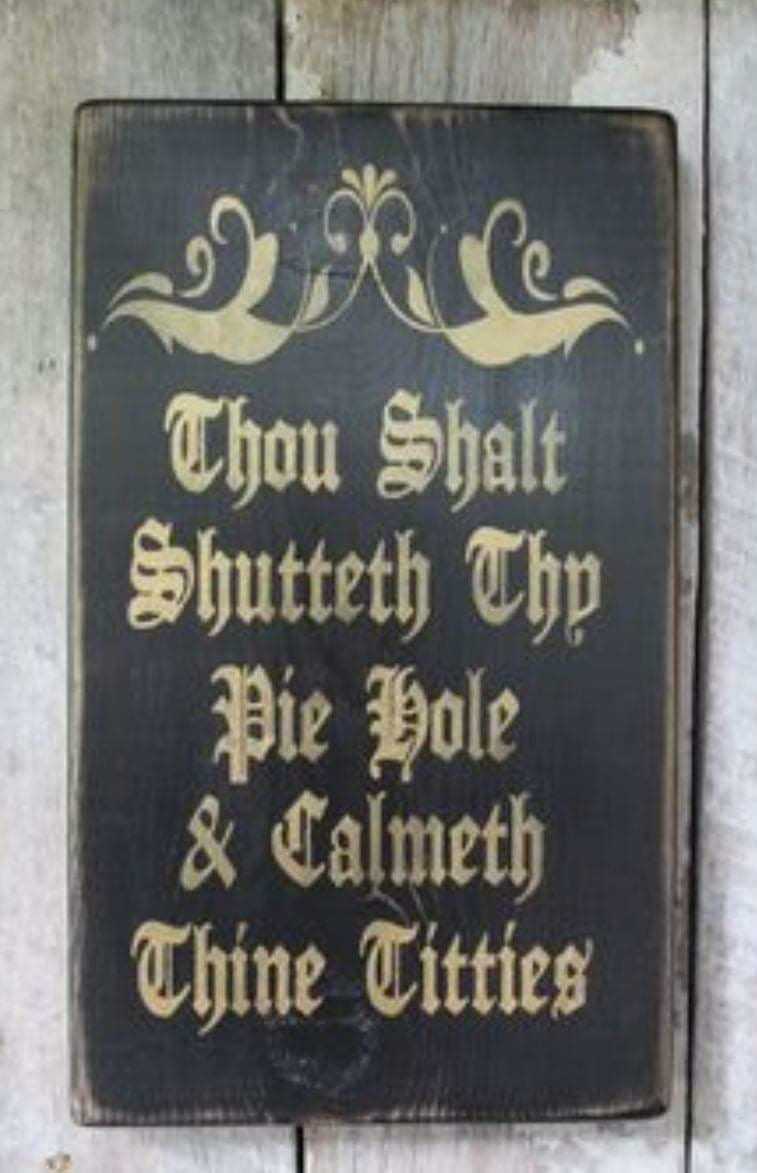 Thou Shalt
Shutteth Thy
Pie Hole
& Calmeth
Thine Titties